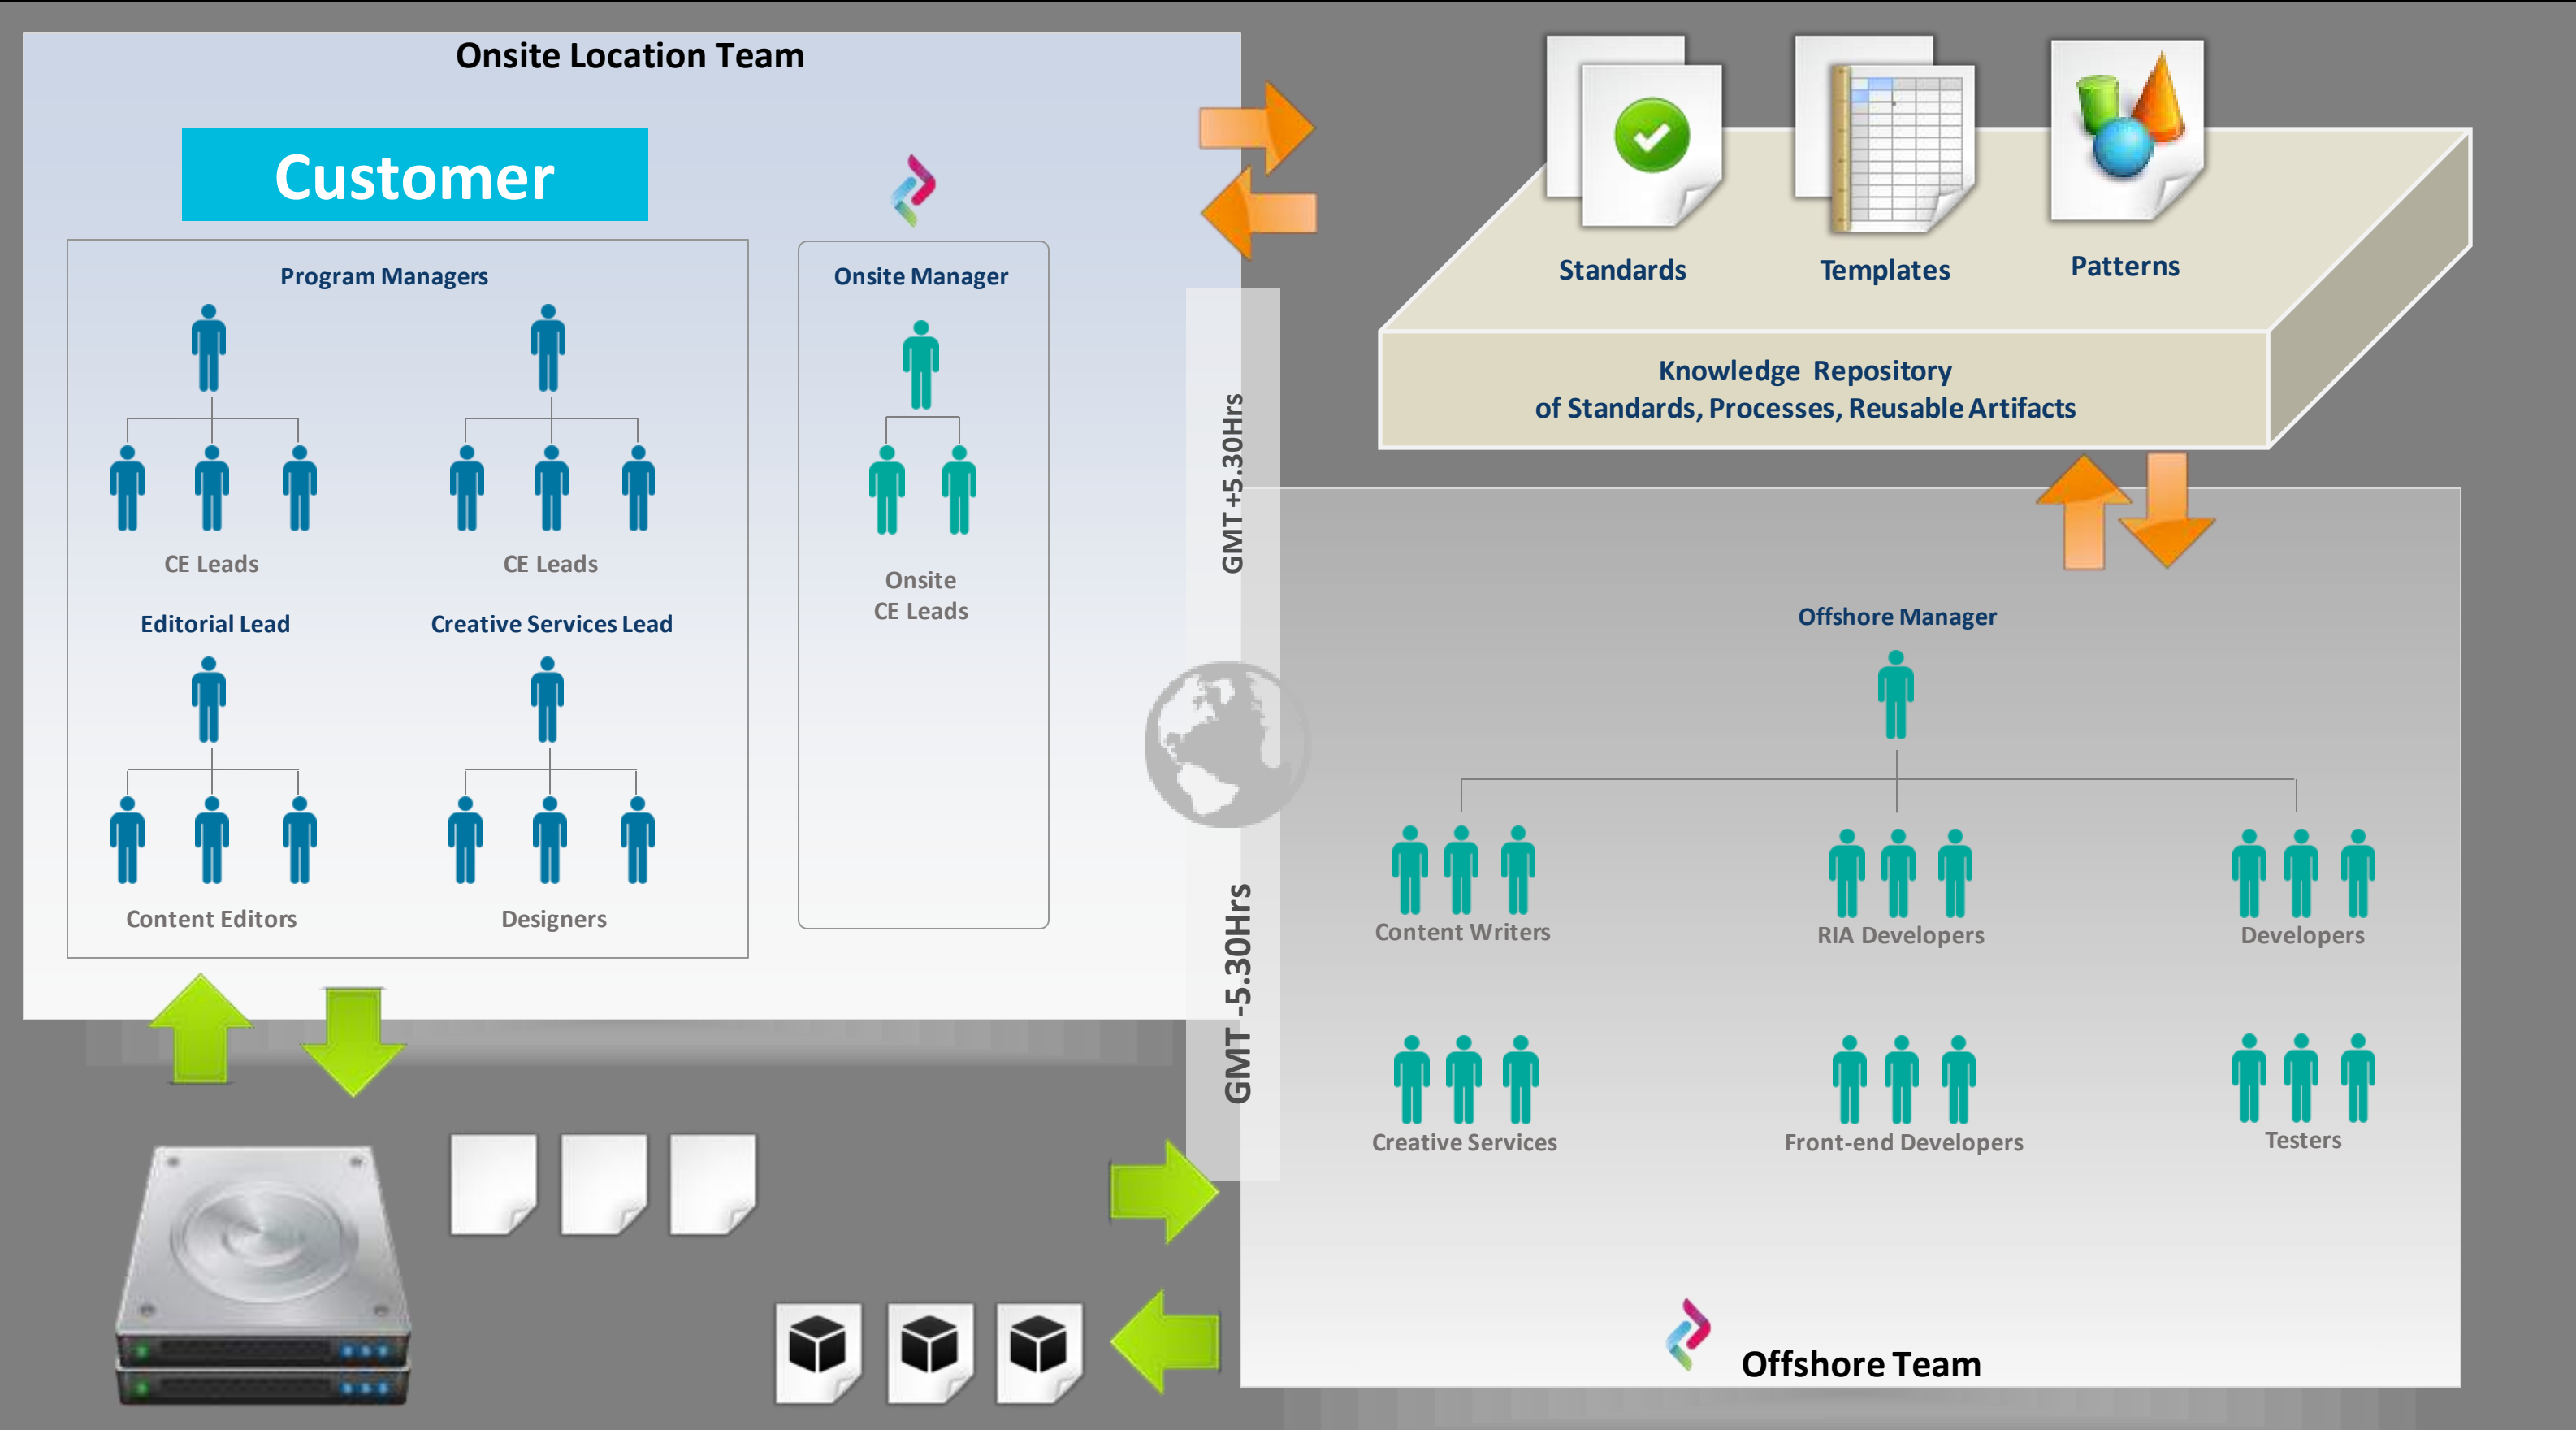 Onsite Location Team
Customer
Program Managers
CE Leads
CE Leads
Editorial Lead
Creative Services Lead
Content Editors
Designers
Onsite Manager
Onsite
CE Leads
GMT+5.30Hrs
GMT -5.30Hrs
Standards
Templates
Patterns
Knowledge Repository
of Standards, Processes, Reusable Artifacts
Offshore Manager
Content Writers
RIA Developers
Developers
Creative Services
Front-end Developers
Testers
Offshore Team